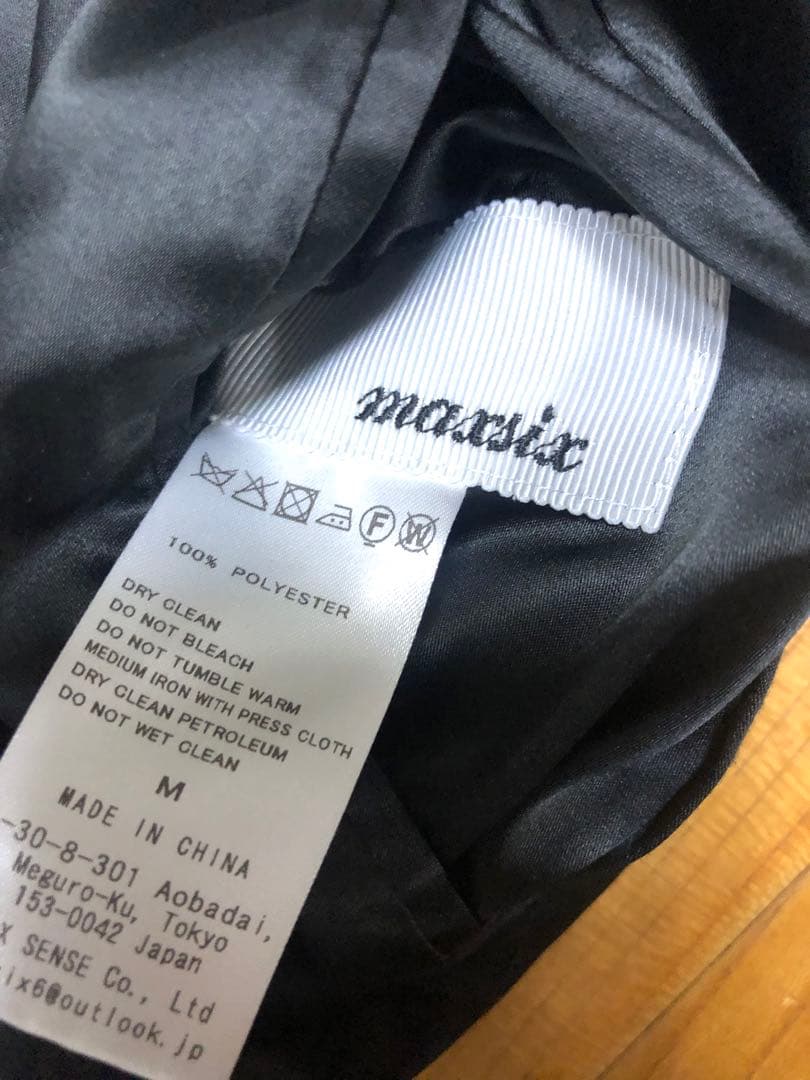 maxsix
F W
100% POLYESTER
DRY CLEAN
DO NOT BLEACH
DO NOT TUMBLE WARM
MEDIUM IRON WITH PRESS CLOTH
DRY CLEAN PETROLEUM
DO NOT WET CLEAN
M
MADE IN CHINA
-30-8-301 Aobadai,
Meguro-Ku, Tokyo
153-0042 Japan
X SENSE Co., Ltd
ix6@outlook.jp